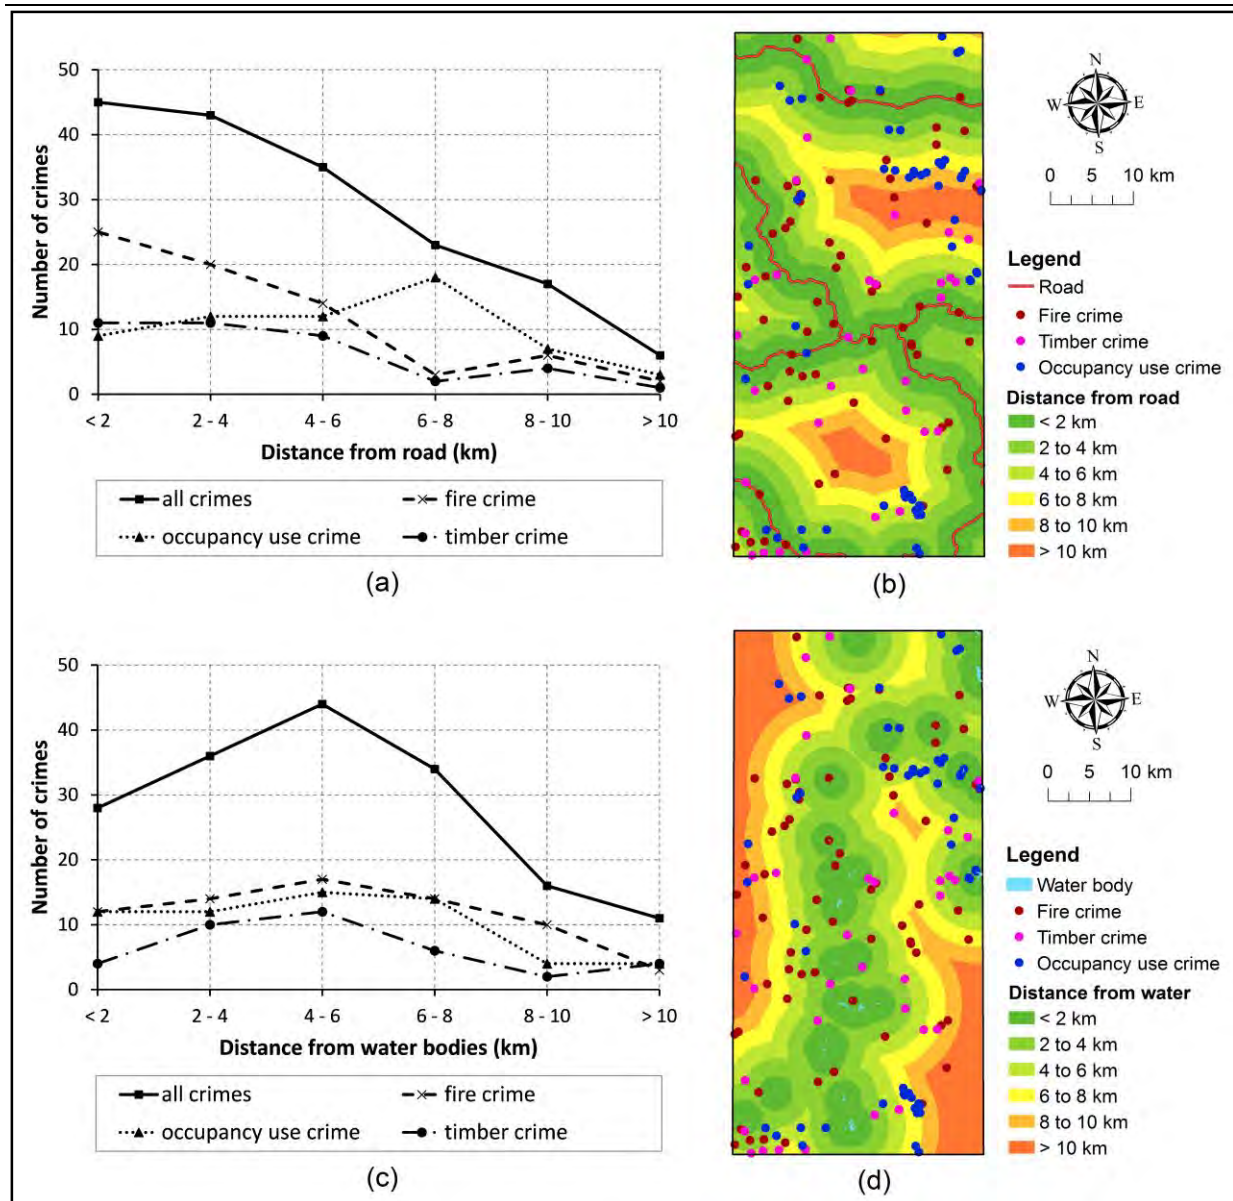 50
40
30
20
10
0
Number of crimes
< 2
2 - 4
4 - 6
6 - 8
8 - 10
> 10
Distance from road (km)
all crimes
fire crime
occupancy use crime
timber crime
(a)
N
W
E
S
0 5 10 km
Legend
Road
Fire crime
Timber crime
Occupancy use crime
Distance from road
< 2 km
2 to 4 km
4 to 6 km
6 to 8 km
8 to 10 km
> 10 km
(b)
50
40
30
20
10
0
Number of crimes
< 2
2 - 4
4 - 6
6 - 8
8 - 10
> 10
Distance from water bodies (km)
all crimes
fire crime
occupancy use crime
timber crime
(c)
N
W
E
S
0 5 10 km
Legend
Water body
Fire crime
Timber crime
Occupancy use crime
Distance from water
< 2 km
2 to 4 km
4 to 6 km
6 to 8 km
8 to 10 km
> 10 km
(d)